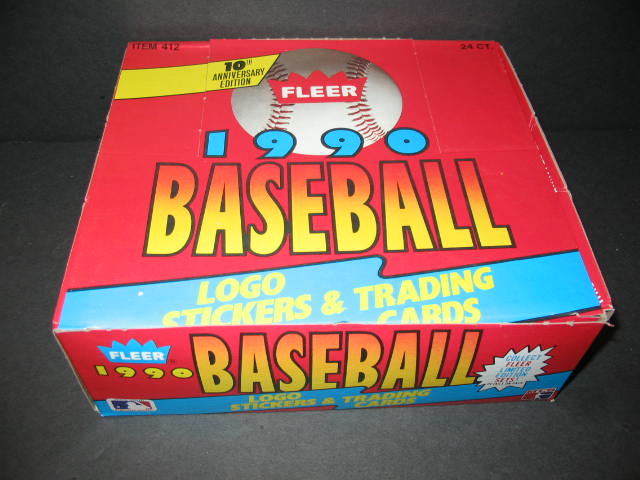 ITEM 412
24 CT.
10TH
ANNIVERSARY
EDITION
FLEER
1990
BASEBALL
LOGO
STICKERS & TRADING
CARDS
FLEER
1990 BASEBALL
COLLECT
FLEER
LIMITED
EDITION
SETS!
LOGO
STICKERS & TRADING
CARDS